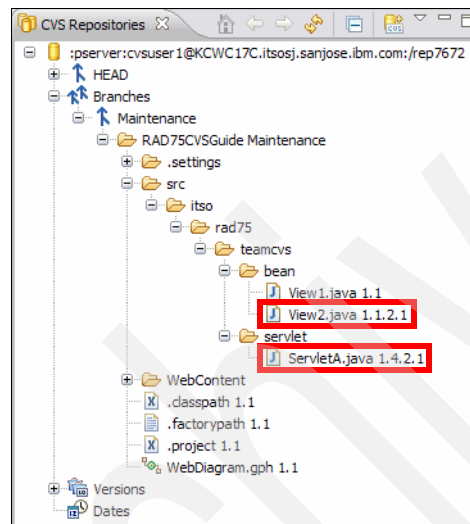 CVS Repositories
:pserver:cvsuser1@KCWC17C.itsosj.sanjose.ibm.com:/rep7672
HEAD
Branches
Maintenance
RAD75CVSGuide Maintenance
.settings
src
itso
rad75
teamcvs
bean
View1.java 1.1
View2.java 1.1.2.1
servlet
ServletA.java 1.4.2.1
WebContent
.classpath 1.1
.factorypath 1.1
.project 1.1
WebDiagram.gph 1.1
Versions
Dates